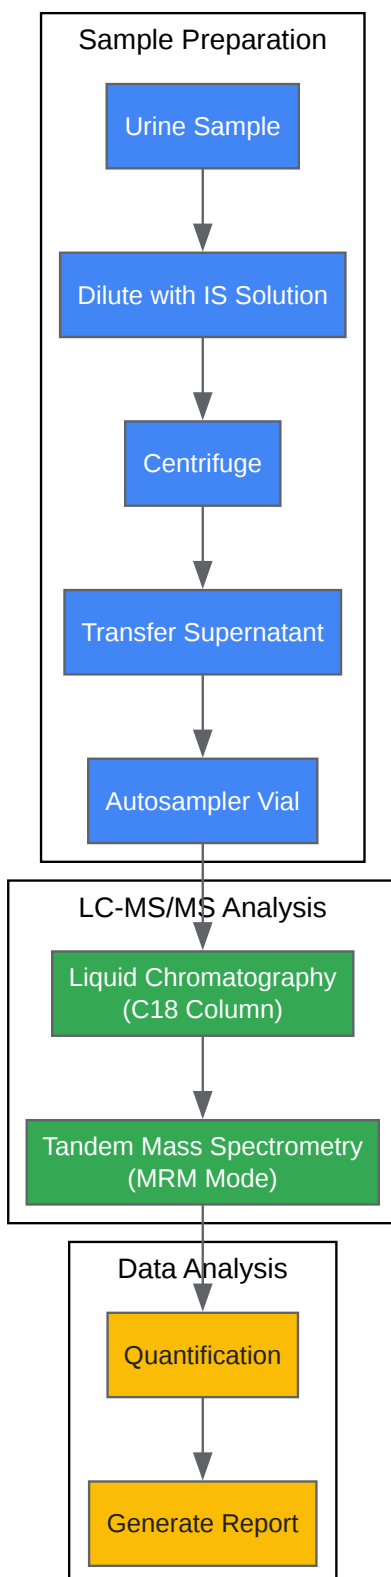 Sample Preparation
Urine Sample
Dilute with IS Solution
Centrifuge
Transfer Supernatant
Autosampler Vial
LC-MS/MS Analysis
Liquid Chromatography
(C18 Column)
Tandem Mass Spectrometry
(MRM Mode)
Data Analysis
Quantification
Generate Report